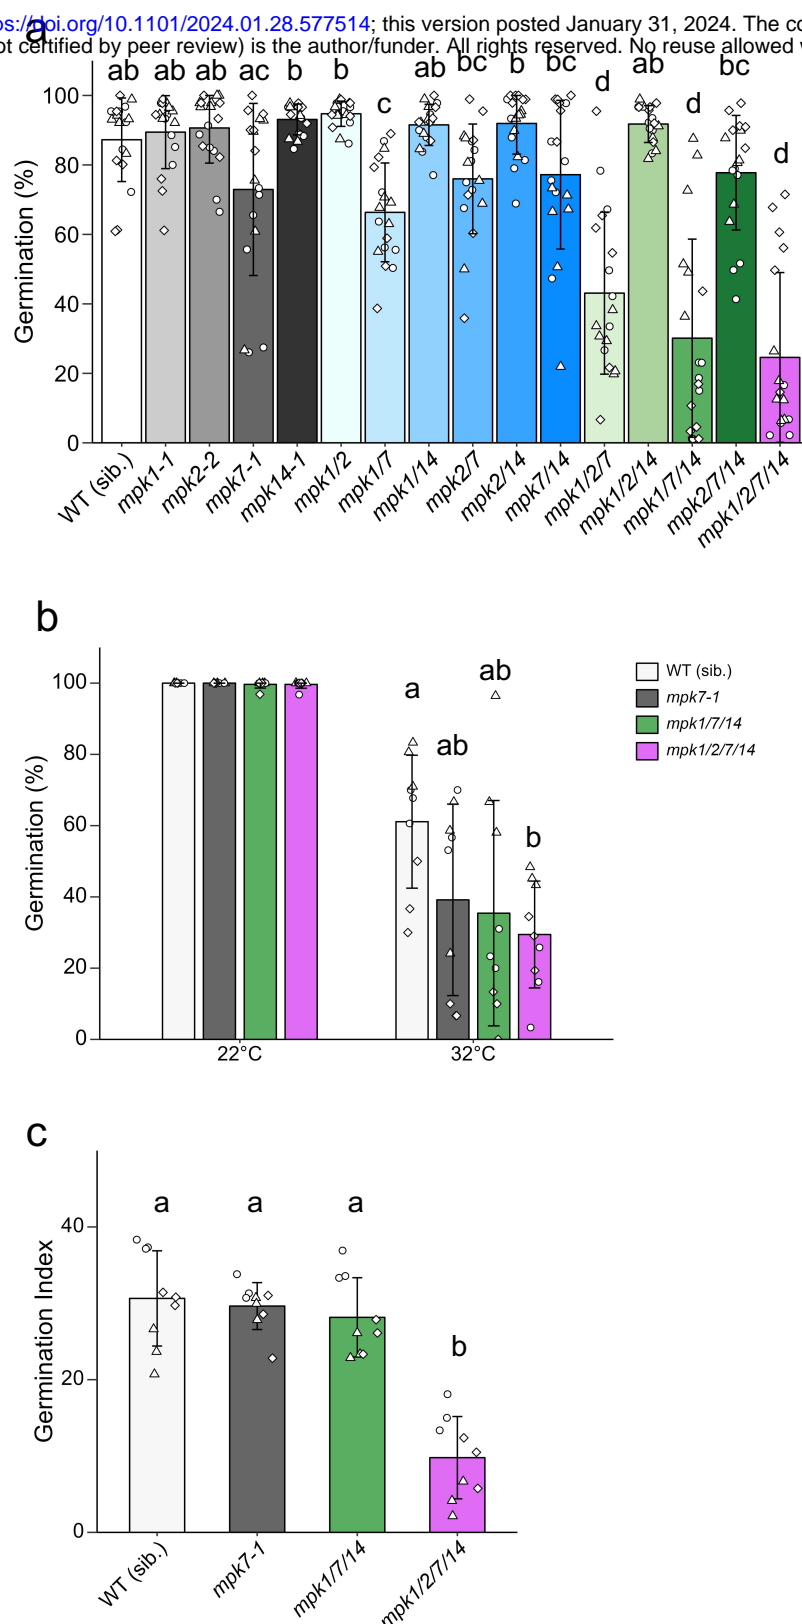 s://doi.org/10.1101/2024.01.28.577514; this version posted January 31, 2024. The co
ot certified by peer review) is the author/funder. All rights reserved. No reuse allowed
a
ab ab ab ac b b c ab bc b bc d ab d bc d
Germination (%)
100
80
60
40
20
0
WT (sib.) mpk1-1 mpk2-2 mpk7-1 mpk14-1 mpk1/2 mpk1/7 mpk1/14 mpk2/7 mpk2/14 mpk7/14 mpk1/2/7 mpk1/2/14 mpk1/7/14 mpk2/7/14 mpk1/2/7/14
b
Germination (%)
100
80
60
40
20
0
a ab ab b
22°C 32°C
WT (sib.)
mpk7-1
mpk1/7/14
mpk1/2/7/14
c
Germination Index
40
20
0
a a a b
WT (sib.) mpk7-1 mpk1/7/14 mpk1/2/7/14